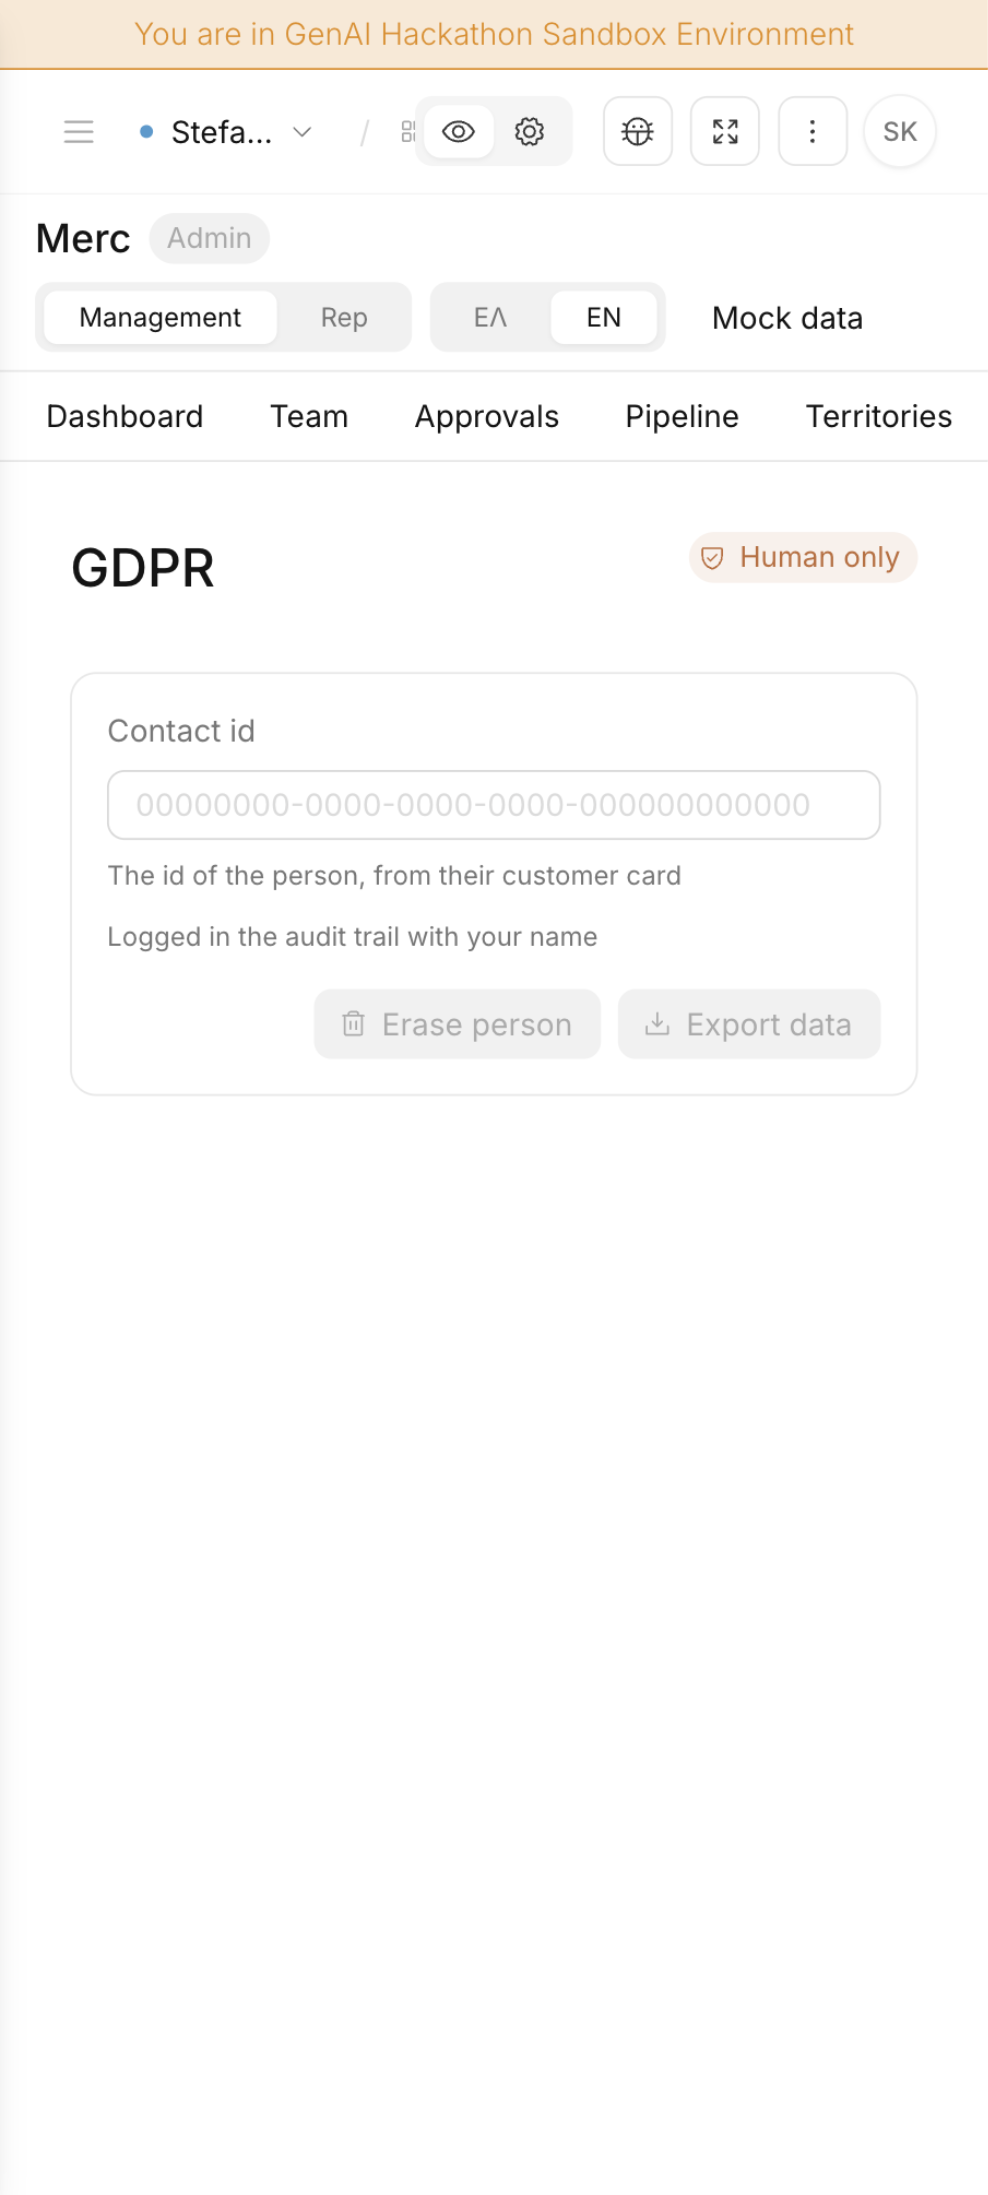 You are in GenAI Hackathon Sandbox Environment
Stefa... / SK
Merc Admin
Management Rep ΕΛ EN Mock data
Dashboard Team Approvals Pipeline Territories
GDPR Human only
Contact id
00000000-0000-0000-0000-000000000000
The id of the person, from their customer card
Logged in the audit trail with your name
Erase person Export data